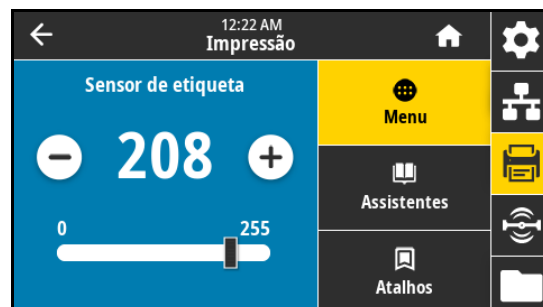 12:22 AM
Impressão
Sensor de etiqueta
208
0 255
Menu
Assistentes
Atalhos